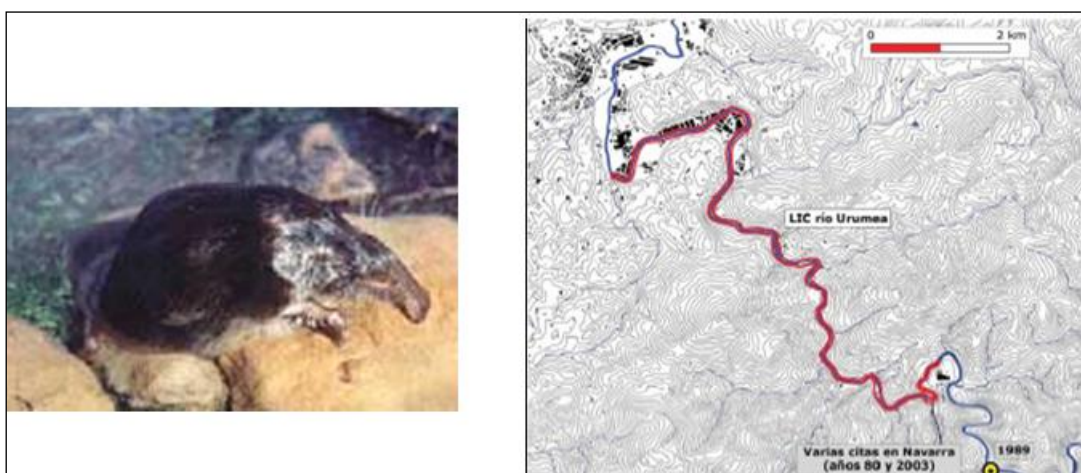 0 2 km
LIC río Urumea
1989
Varias citas en Navarra
(años 80 y 2003)